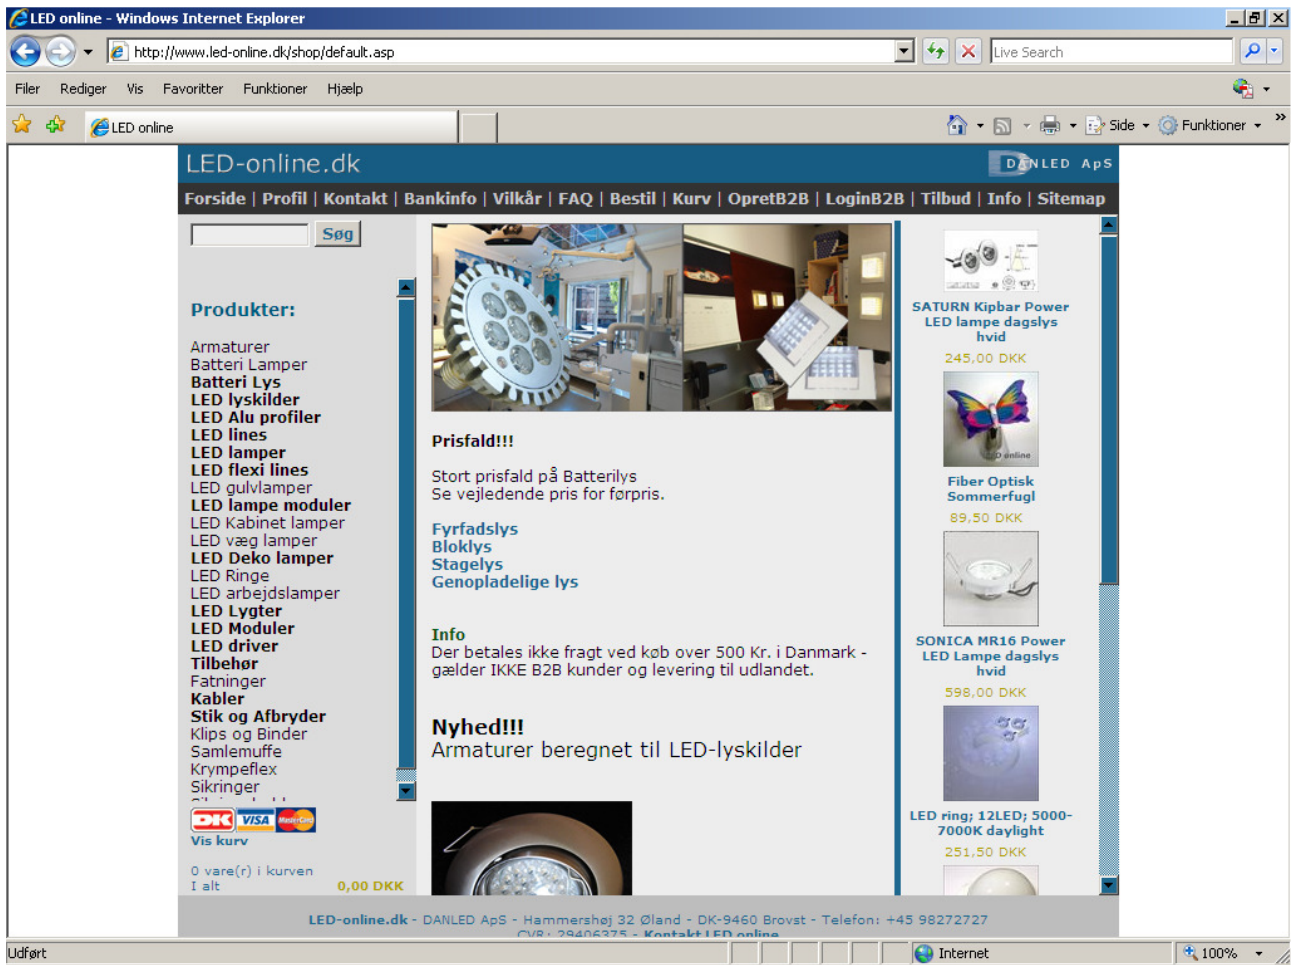 LED online - Windows Internet Explorer
http://www.led-online.dk/shop/default.asp
Live Search
Filer Rediger Vis Favoritter Funktioner Hjælp
LED online
Side Funktioner
LED-online.dk
DANLED ApS
Forside | Profil | Kontakt | Bankinfo | Vilkår | FAQ | Bestil | Kurv | OpretB2B | LoginB2B | Tilbud | Info | Sitemap
Søg
Produkter:
Armaturer
Batteri Lamper
Batteri Lys
LED lyskilder
LED Alu profiler
LED lines
LED lamper
LED flexi lines
LED gulvlamper
LED lampe moduler
LED Kabinet lamper
LED væg lamper
LED Deko lamper
LED Ringe
LED arbejdslamper
LED Lygter
LED Moduler
LED driver
Tilbehør
Fatninger
Kabler
Stik og Afbryder
Klips og Binder
Samlemuffe
Krympeflex
Sikringer
DK VISA MasterCard
Vis kurv
0 vare(r) i kurven
I alt 0,00 DKK
Prisfald!!!
Stort prisfald på Batterilys
Se vejledende pris for førpris.
Fyrfadslys
Bloklys
Stagelys
Genopladelige lys
Info
Der betales ikke fragt ved køb over 500 Kr. i Danmark -
gælder IKKE B2B kunder og levering til udlandet.
Nyhed!!!
Armaturer beregnet til LED-lyskilder
SATURN Kipbar Power
LED lampe dagslys
hvid
245,00 DKK
LED online
Fiber Optisk
Sommerfugl
89,50 DKK
SONICA MR16 Power
LED Lampe dagslys
hvid
598,00 DKK
LED ring; 12LED; 5000-
7000K daylight
251,50 DKK
LED-online.dk - DANLED ApS - Hammershøj 32 Øland - DK-9460 Brovst - Telefon: +45 98272727
CVR: 29406375 - Kontakt LED online
Udført
Internet
100%